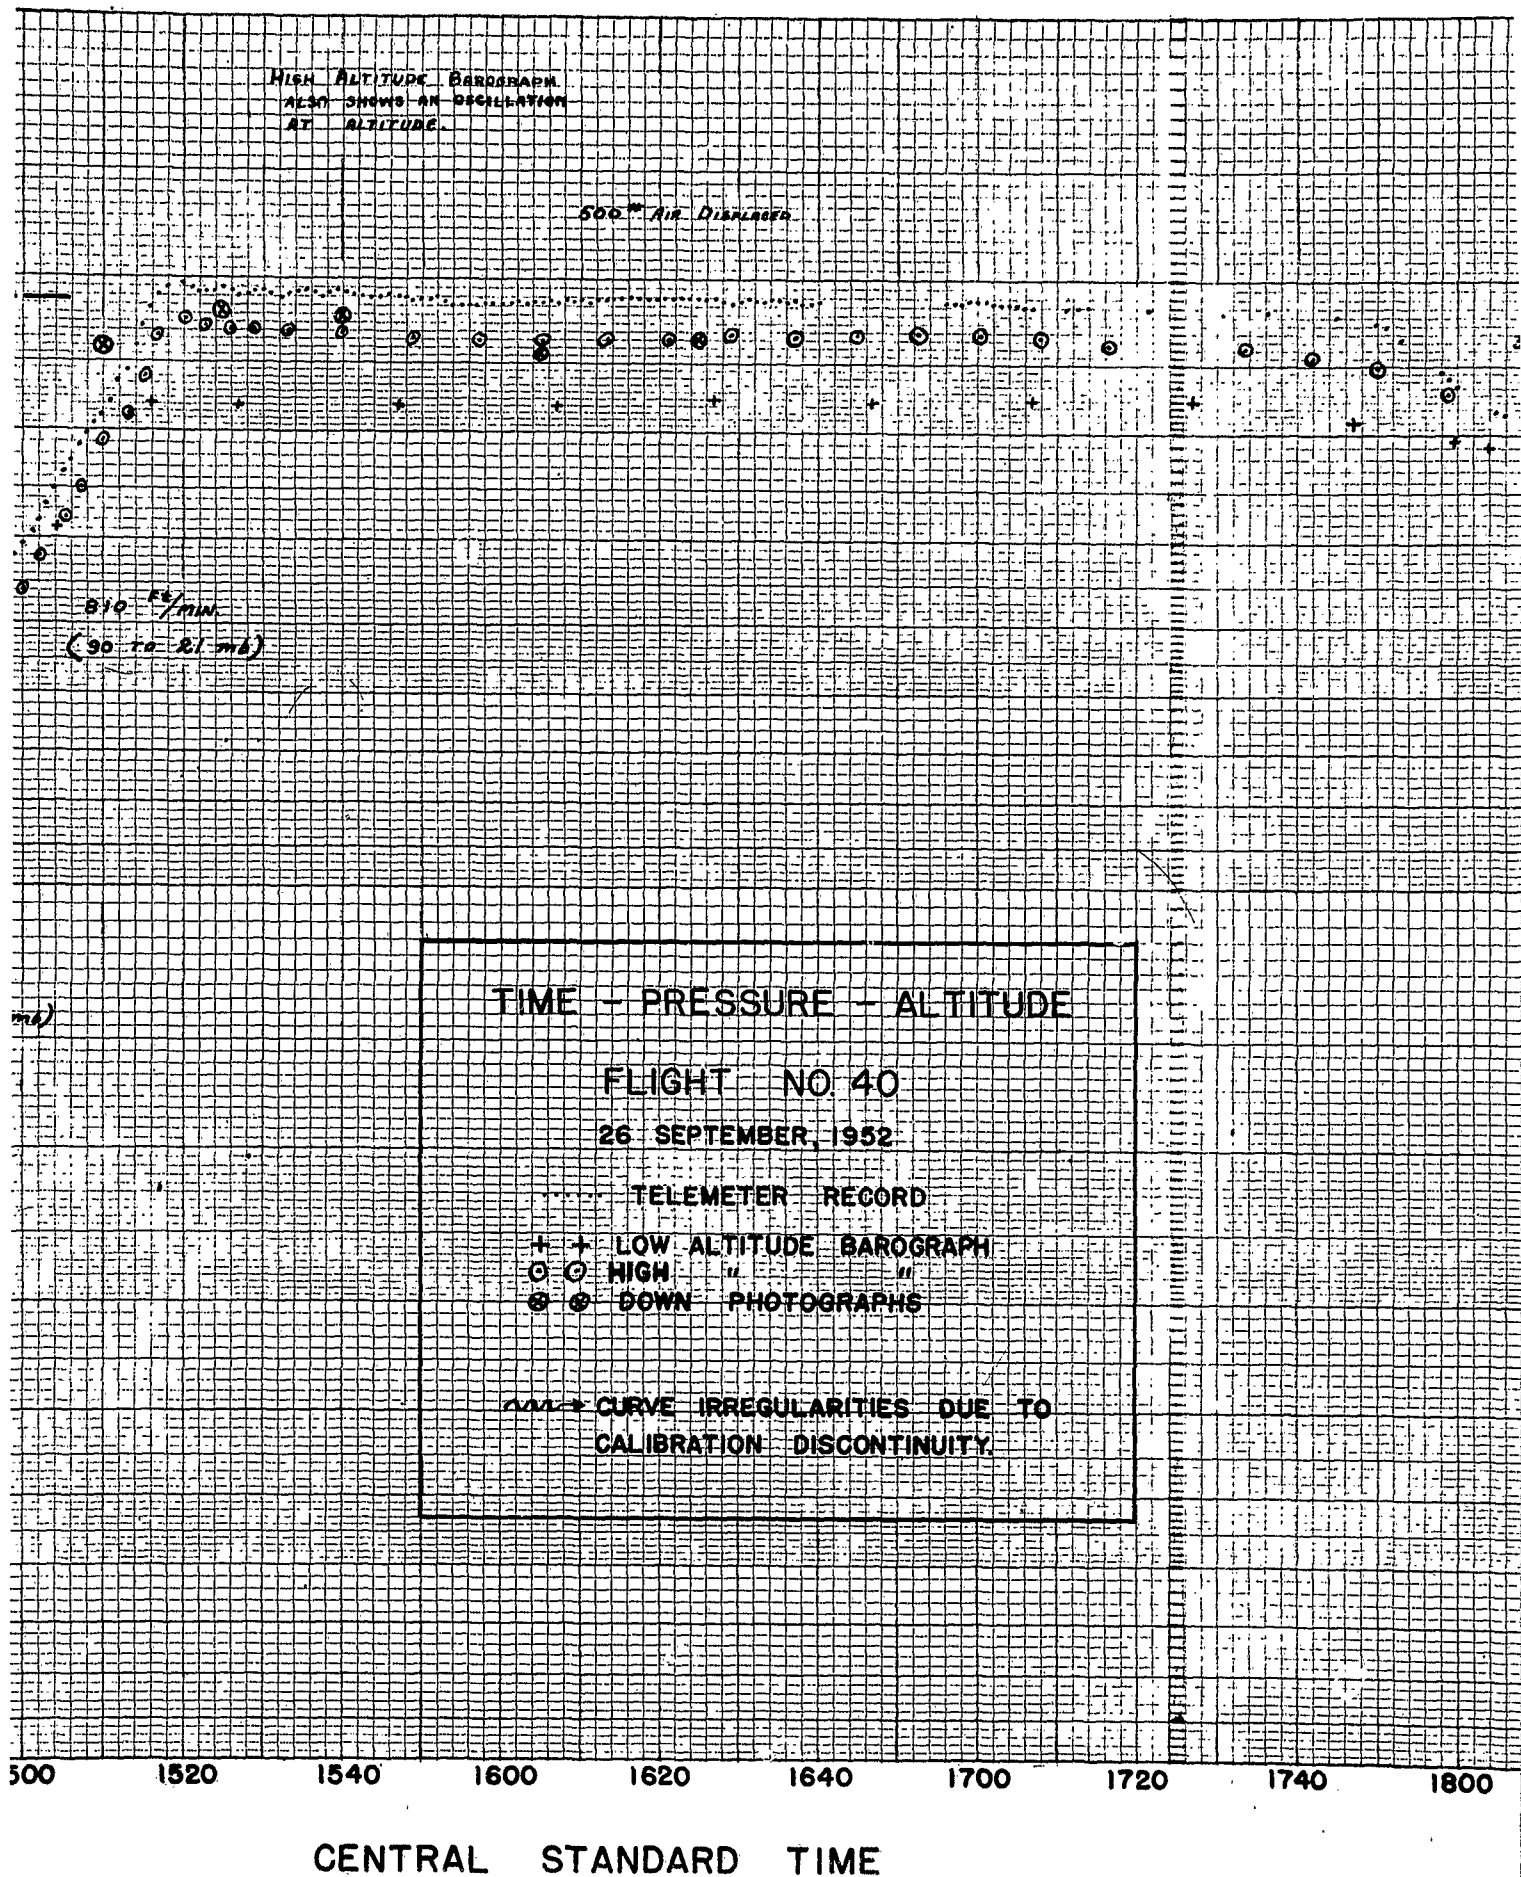 HIGH ALTITUDE BAROGRAPH
ALSO SHOWS AN OSCILLATION
AT ALTITUDE.
500# AIR DISPLACED
810 Ft/MIN.
(90 TO 21 mb)
mb)
TIME – PRESSURE – ALTITUDE
FLIGHT NO. 40
26 SEPTEMBER, 1952
TELEMETER RECORD
+ + LOW ALTITUDE BAROGRAPH
HIGH " "
DOWN PHOTOGRAPHS
CURVE IRREGULARITIES DUE TO
CALIBRATION DISCONTINUITY.
500 1520 1540 1600 1620 1640 1700 1720 1740 1800
CENTRAL STANDARD TIME